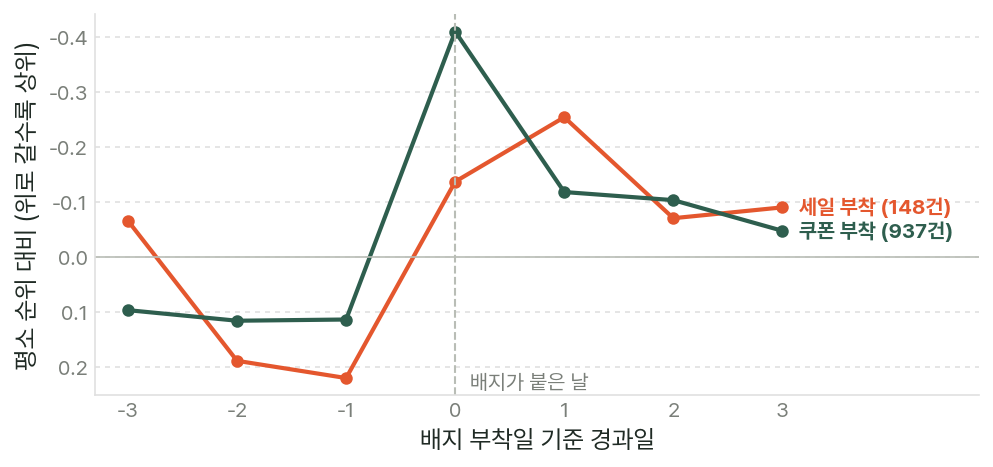 평소 순위 대비 (위로 갈수록 상위)
-0.4
-0.3
-0.2
-0.1
0.0
0.1
0.2
세일 부착 (148건)
쿠폰 부착 (937건)
배지가 붙은 날
-3 -2 -1 0 1 2 3
배지 부착일 기준 경과일